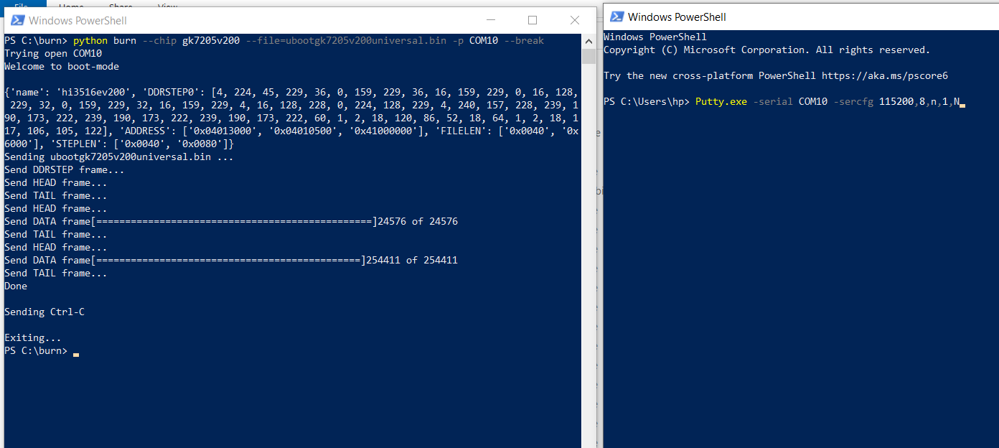 File Home Share View
Windows PowerShell
PS C:\burn> python burn --chip gk7205v200 --file=ubootgk7205v200universal.bin -p COM10 --break
Trying open COM10
Welcome to boot-mode
{'name': 'hi3516ev200', 'DDRSTEP0': [4, 224, 45, 229, 36, 0, 159, 229, 36, 16, 159, 229, 0, 16, 128,
229, 32, 0, 159, 229, 32, 16, 159, 229, 4, 16, 128, 228, 0, 224, 128, 229, 4, 240, 157, 228, 239, 1
90, 173, 222, 239, 190, 173, 222, 239, 190, 173, 222, 60, 1, 2, 18, 120, 86, 52, 18, 64, 1, 2, 18, 1
17, 106, 105, 122], 'ADDRESS': ['0x04013000', '0x04010500', '0x41000000'], 'FILELEN': ['0x0040', '0x
6000'], 'STEPLEN': ['0x0040', '0x0080']}
Sending ubootgk7205v200universal.bin ...
Send DDRSTEP frame...
Send HEAD frame...
Send TAIL frame...
Send HEAD frame...
Send DATA frame[================================================]24576 of 24576
Send TAIL frame...
Send HEAD frame...
Send DATA frame[==============================================]254411 of 254411
Send TAIL frame...
Done
Sending Ctrl-C
Exiting...
PS C:\burn>
Windows PowerShell
Windows PowerShell
Copyright (C) Microsoft Corporation. All rights reserved.
Try the new cross-platform PowerShell https://aka.ms/pscore6
PS C:\Users\hp> Putty.exe -serial COM10 -sercfg 115200,8,n,1,N